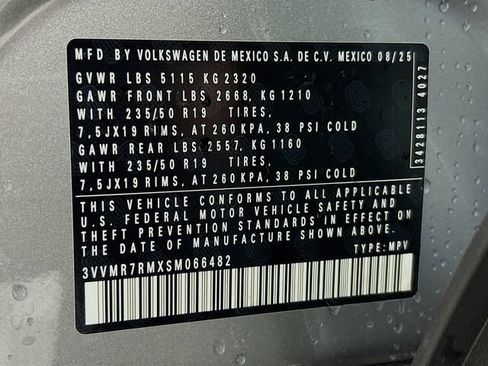 MFD BY VOLKSWAGEN DE MEXICO S.A. DE C.V. MEXICO 08/25
GVWR LBS 5115 KG 2320
GAWR FRONT LBS 2668, KG 1210
WITH 235/50 R19 TIRES,
7,5JX19 RIMS, AT 260 KPA, 38 PSI COLD
GAWR REAR LBS 2557, KG 1160
WITH 235/50 R19 TIRES,
7,5JX19 RIMS, AT 260 KPA, 38 PSI COLD
THIS VEHICLE CONFORMS TO ALL APPLICABLE
U.S. FEDERAL MOTOR VEHICLE SAFETY AND
THEFT PREVENTION STANDARDS IN EFFECT ON
THE DATE OF MANUFACTURE SHOWN ABOVE.
3VVMR7RMXSM066482 TYPE: MPV
3428113 4027